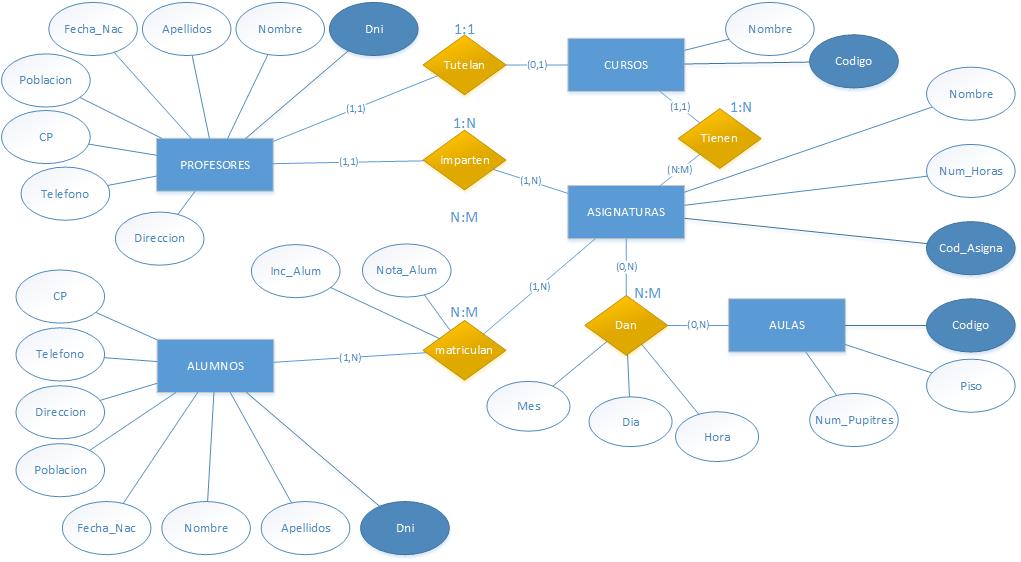 Fecha_Nac
Apellidos
Nombre
Dni
1:1
Tutelan
(0,1)
CURSOS
Nombre
Codigo
Poblacion
(1,1)
(1,1)
1:N
Nombre
CP
1:N
Tienen
PROFESORES
(1,1)
imparten
(N:M)
Num_Horas
Telefono
(1,N)
N:M
ASIGNATURAS
Direccion
Cod_Asigna
Inc_Alum
Nota_Alum
(0,N)
(1,N)
N:M
CP
N:M
Dan
(0,N)
AULAS
Codigo
Telefono
ALUMNOS
(1,N)
matriculan
Piso
Direccion
Mes
Dia
Hora
Num_Pupitres
Poblacion
Fecha_Nac
Nombre
Apellidos
Dni